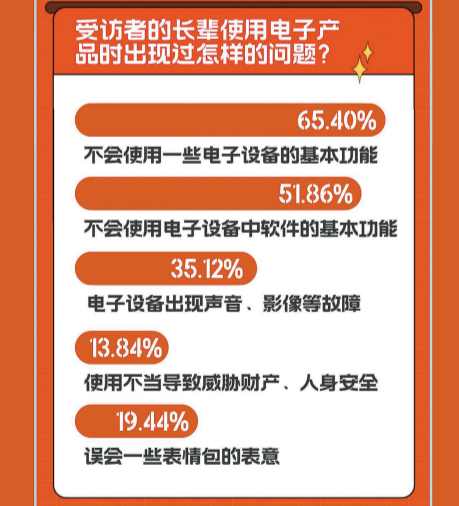 受访者的长辈使用电子产
品时出现过怎样的问题？
65.40%
不会使用一些电子设备的基本功能
51.86%
不会使用电子设备中软件的基本功能
35.12%
电子设备出现声音、影像等故障
13.84%
使用不当导致威胁财产、人身安全
19.44%
误会一些表情包的表意